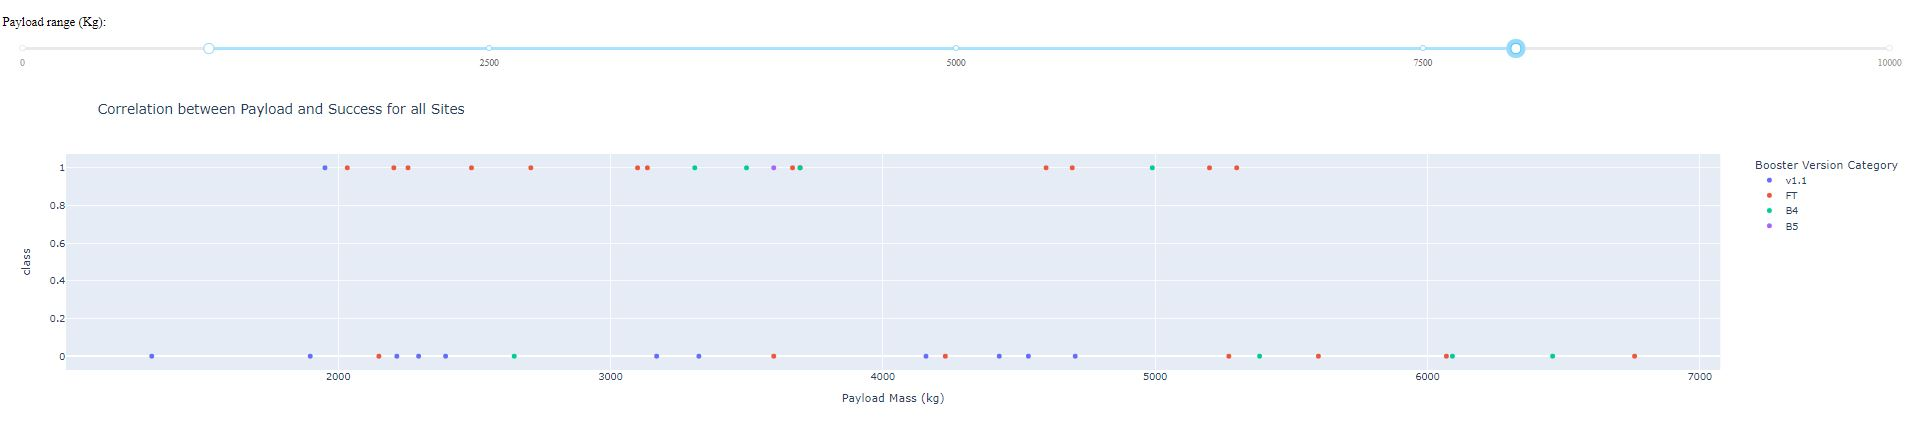 Payload range (Kg):
0 2500 5000 7500 10000
Correlation between Payload and Success for all Sites
Booster Version Category
v1.1
FT
B4
B5
1
0.8
0.6
0.4
0.2
0
class
2000 3000 4000 5000 6000 7000
Payload Mass (kg)